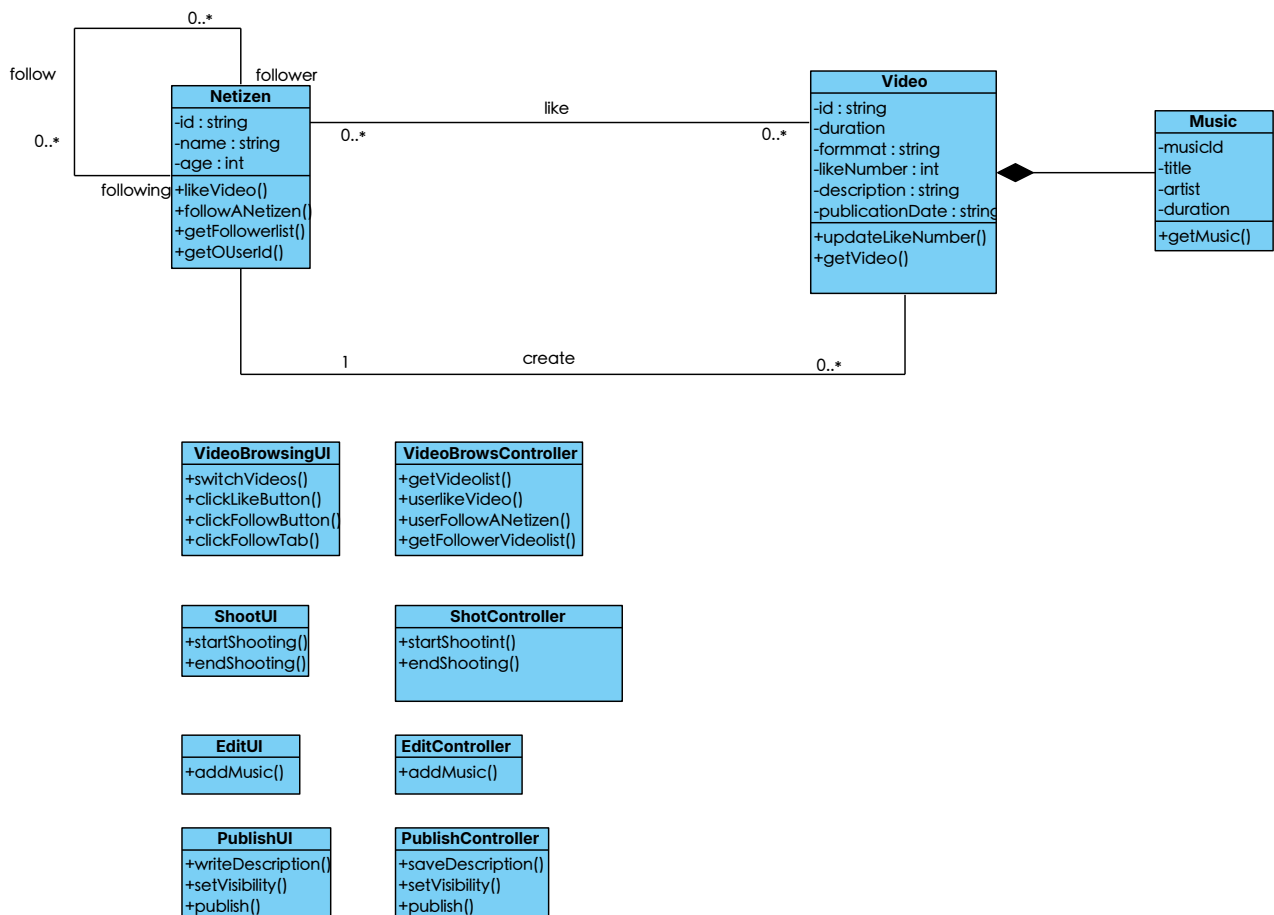 0..*
follow
follower
0..*
following
Netizen
-id : string
-name : string
-age : int
+likeVideo()
+followANetizen()
+getFollowerlist()
+getOUserId()
like
0..*
0..*
Video
-id : string
-duration
-formmat : string
-likeNumber : int
-description : string
-publicationDate : string
+updateLikeNumber()
+getVideo()
Music
-musicId
-title
-artist
-duration
+getMusic()
1
create
0..*
VideoBrowsingUI
+switchVideos()
+clickLikeButton()
+clickFollowButton()
+clickFollowTab()
VideoBrowsController
+getVideolist()
+userlikeVideo()
+userFollowANetizen()
+getFollowerVideolist()
ShootUI
+startShooting()
+endShooting()
ShotController
+startShootint()
+endShooting()
EditUI
+addMusic()
EditController
+addMusic()
PublishUI
+writeDescription()
+setVisibility()
+publish()
PublishController
+saveDescription()
+setVisibility()
+publish()